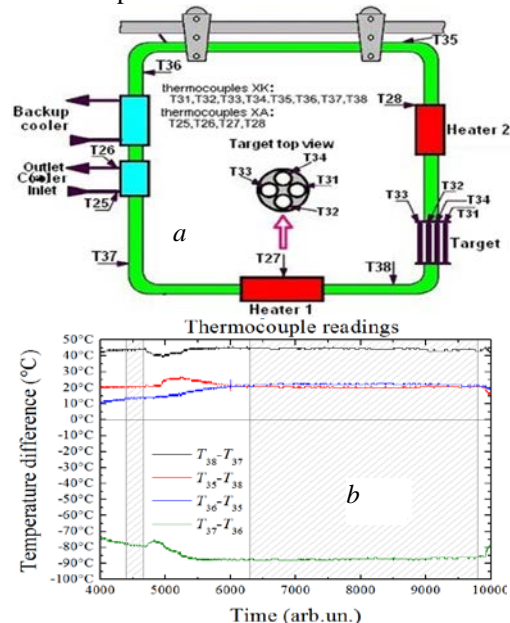 T35
T36
thermocouples XK:
T31,T32,T33,T34,T35,T36,T37,T38
thermocouples XA:
T25,T26,T27,T28
T28
Backup
cooler
Heater 2
T26
Target top view
Outlet
Cooler
Inlet
T34
T33
T31
T32
T25
T33
T32
T34
T31
a
Target
T37
T27
T38
Heater 1
Thermocouple readings
Temperature difference (°C)
50°C
40°C
30°C
20°C
10°C
0°C
-10°C
-20°C
-30°C
-40°C
-50°C
-60°C
-70°C
-80°C
-90°C
-100°C
T38-T37
T35-T38
T36-T35
T37-T36
b
4000 5000 6000 7000 8000 9000 10000
Time (arb.un.)